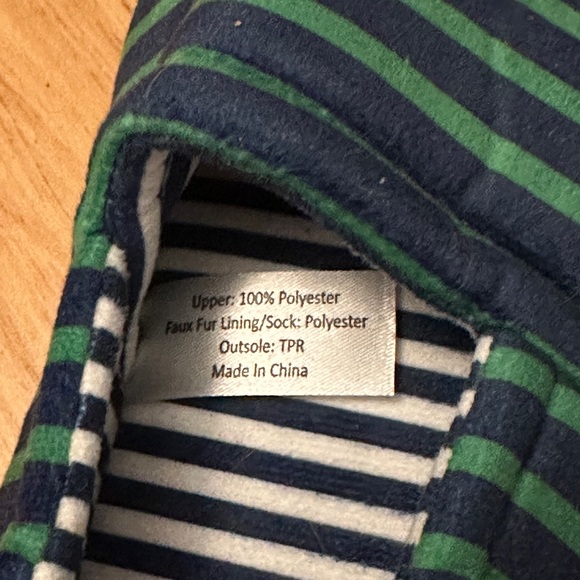 Upper: 100% Polyester
Faux Fur Lining/Sock: Polyester
Outsole: TPR
Made In China